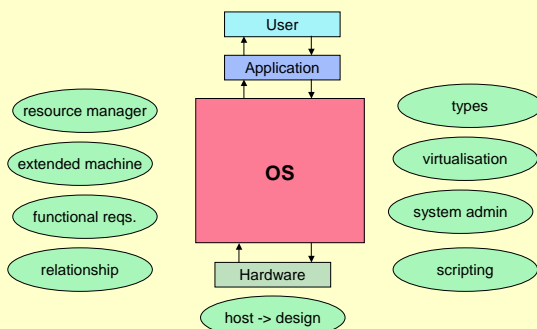 User
Application
resource manager
types
extended machine
OS
virtualisation
functional reqs.
system admin
relationship
Hardware
scripting
host -> design